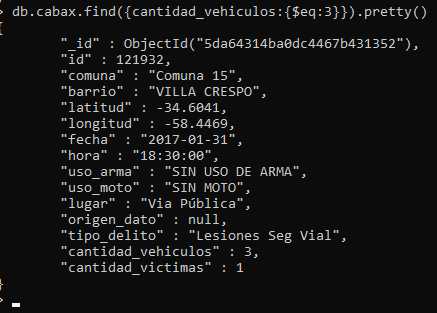 > db.cabax.find({cantidad_vehiculos:{$eq:3}}).pretty()
{
"_id" : ObjectId("5da64314ba0dc4467b431352"),
"id" : 121932,
"comuna" : "Comuna 15",
"barrio" : "VILLA CRESPO",
"latitud" : -34.6041,
"longitud" : -58.4469,
"fecha" : "2017-01-31",
"hora" : "18:30:00",
"uso_arma" : "SIN USO DE ARMA",
"uso_moto" : "SIN MOTO",
"lugar" : "Via Pública",
"origen_dato" : null,
"tipo_delito" : "Lesiones Seg Vial",
"cantidad_vehiculos" : 3,
"cantidad_victimas" : 1
}
>